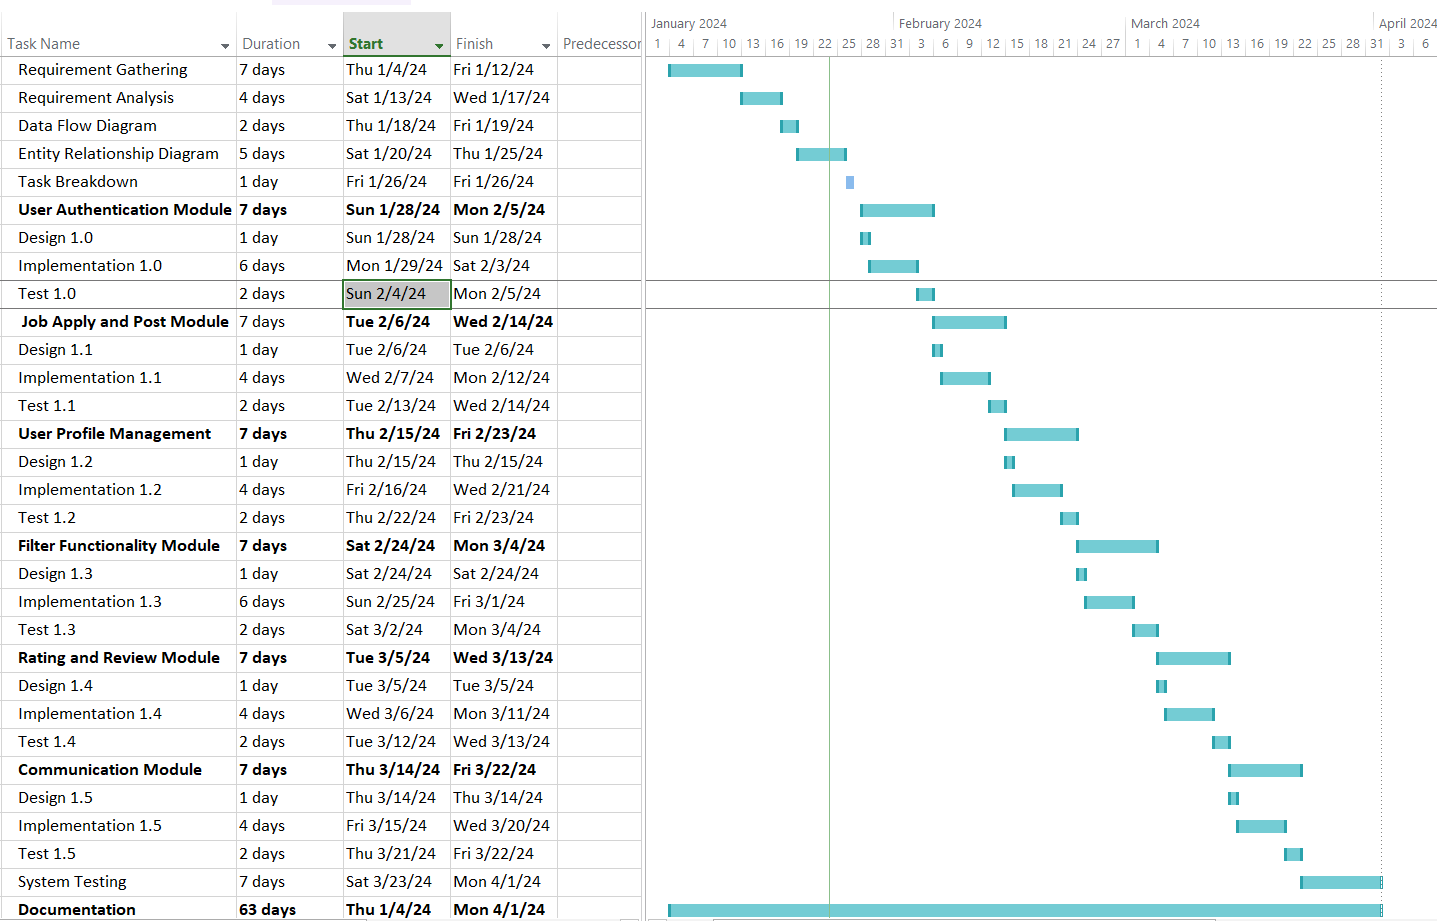 January 2024 February 2024 March 2024 April 2024
Task Name Duration Start Finish Predecessor 1 4 7 10 13 16 19 22 25 28 31 3 6 9 12 15 18 21 24 27 1 4 7 10 13 16 19 22 25 28 31 3 6
Requirement Gathering 7 days Thu 1/4/24 Fri 1/12/24
Requirement Analysis 4 days Sat 1/13/24 Wed 1/17/24
Data Flow Diagram 2 days Thu 1/18/24 Fri 1/19/24
Entity Relationship Diagram 5 days Sat 1/20/24 Thu 1/25/24
Task Breakdown 1 day Fri 1/26/24 Fri 1/26/24
User Authentication Module 7 days Sun 1/28/24 Mon 2/5/24
Design 1.0 1 day Sun 1/28/24 Sun 1/28/24
Implementation 1.0 6 days Mon 1/29/24 Sat 2/3/24
Test 1.0 2 days Sun 2/4/24 Mon 2/5/24
Job Apply and Post Module 7 days Tue 2/6/24 Wed 2/14/24
Design 1.1 1 day Tue 2/6/24 Tue 2/6/24
Implementation 1.1 4 days Wed 2/7/24 Mon 2/12/24
Test 1.1 2 days Tue 2/13/24 Wed 2/14/24
User Profile Management 7 days Thu 2/15/24 Fri 2/23/24
Design 1.2 1 day Thu 2/15/24 Thu 2/15/24
Implementation 1.2 4 days Fri 2/16/24 Wed 2/21/24
Test 1.2 2 days Thu 2/22/24 Fri 2/23/24
Filter Functionality Module 7 days Sat 2/24/24 Mon 3/4/24
Design 1.3 1 day Sat 2/24/24 Sat 2/24/24
Implementation 1.3 6 days Sun 2/25/24 Fri 3/1/24
Test 1.3 2 days Sat 3/2/24 Mon 3/4/24
Rating and Review Module 7 days Tue 3/5/24 Wed 3/13/24
Design 1.4 1 day Tue 3/5/24 Tue 3/5/24
Implementation 1.4 4 days Wed 3/6/24 Mon 3/11/24
Test 1.4 2 days Tue 3/12/24 Wed 3/13/24
Communication Module 7 days Thu 3/14/24 Fri 3/22/24
Design 1.5 1 day Thu 3/14/24 Thu 3/14/24
Implementation 1.5 4 days Fri 3/15/24 Wed 3/20/24
Test 1.5 2 days Thu 3/21/24 Fri 3/22/24
System Testing 7 days Sat 3/23/24 Mon 4/1/24
Documentation 63 days Thu 1/4/24 Mon 4/1/24